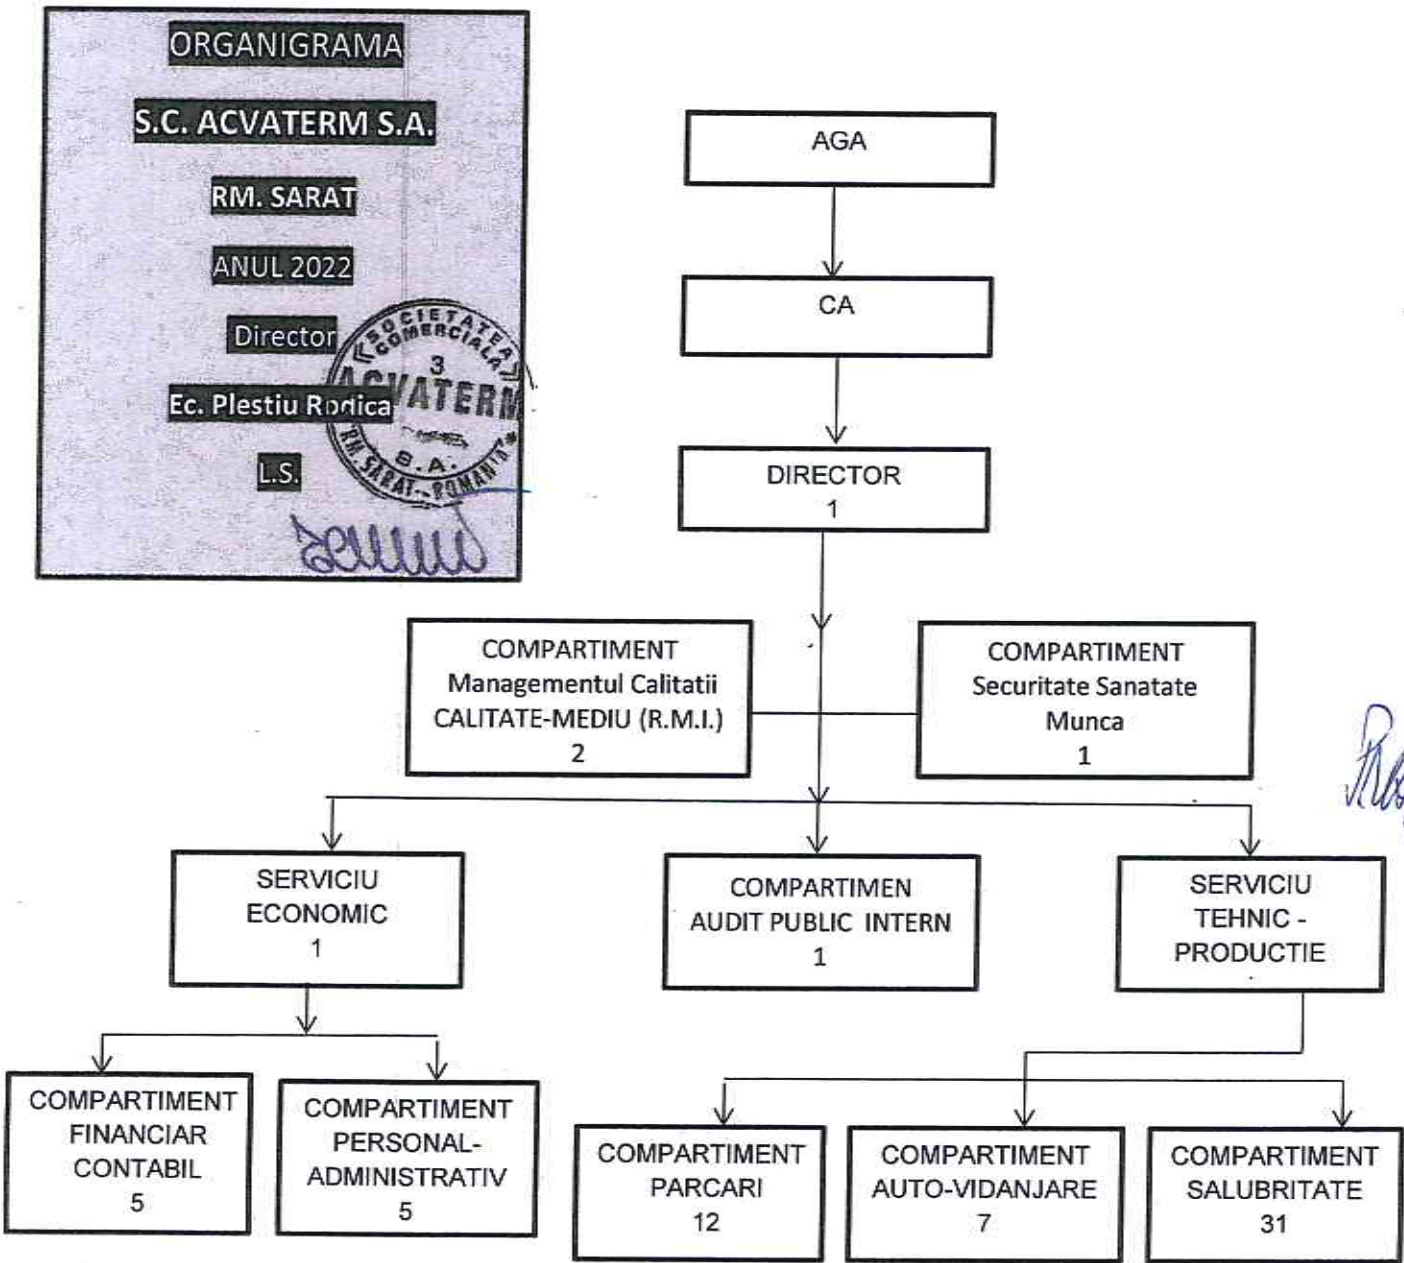 ORGANIGRAMA
S.C. ACVATERM S.A.
RM. SARAT
ANUL 2022
Director
Ec. Plestiu Rodica
L.S.
SOCIETATEA
COMERCIALA
3
ACVATERM
S.A.
RM. SARAT - ROMANIA
AGA
CA
DIRECTOR
1
COMPARTIMENT
Managementul Calitatii
CALITATE-MEDIU (R.M.I.)
2
COMPARTIMENT
Securitate Sanatate
Munca
1
SERVICIU
ECONOMIC
1
COMPARTIMEN
AUDIT PUBLIC INTERN
1
SERVICIU
TEHNIC -
PRODUCTIE
COMPARTIMENT
FINANCIAR
CONTABIL
5
COMPARTIMENT
PERSONAL-
ADMINISTRATIV
5
COMPARTIMENT
PARCARI
12
COMPARTIMENT
AUTO-VIDANJARE
7
COMPARTIMENT
SALUBRITATE
31